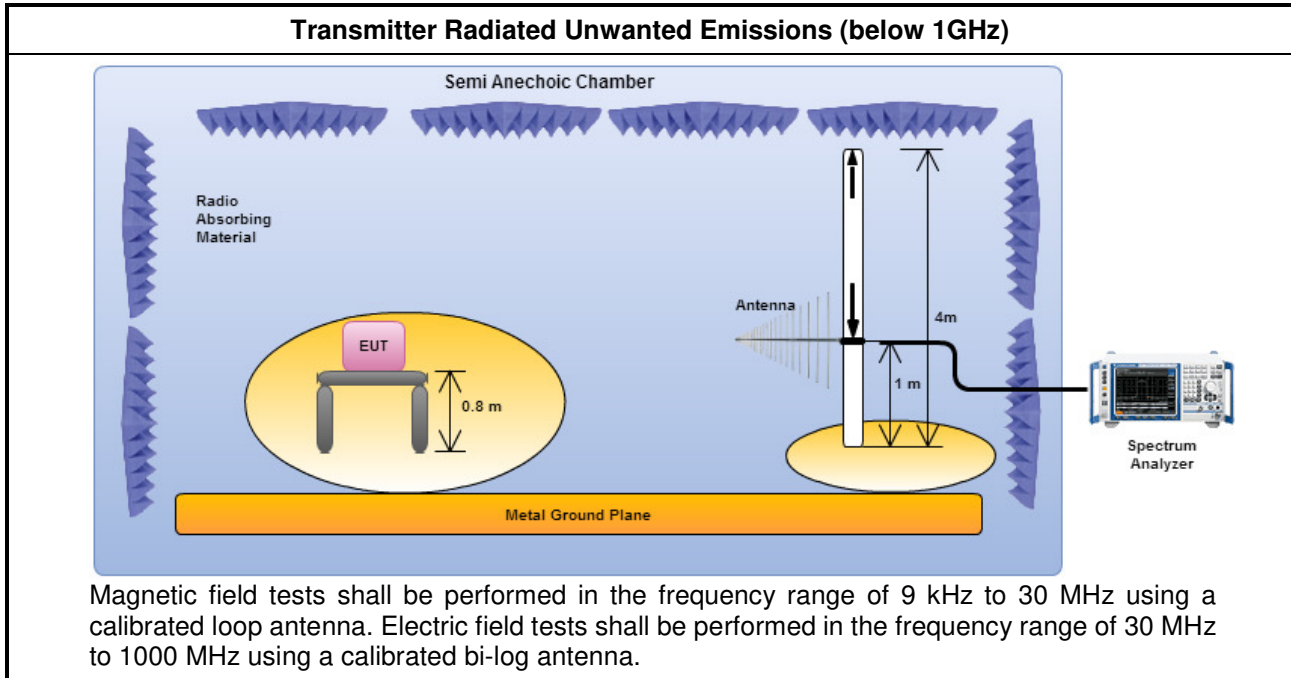 Transmitter Radiated Unwanted Emissions (below 1GHz)
Semi Anechoic Chamber
Radio
Absorbing
Material
Antenna
4m
EUT
1 m
0.8 m
Spectrum
Analyzer
Metal Ground Plane
Magnetic field tests shall be performed in the frequency range of 9 kHz to 30 MHz using a
calibrated loop antenna. Electric field tests shall be performed in the frequency range of 30 MHz
to 1000 MHz using a calibrated bi-log antenna.